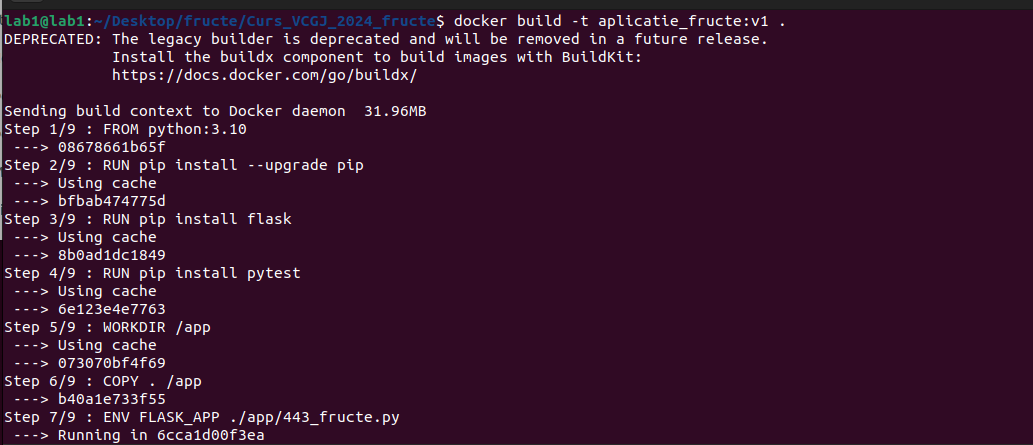 lab1@lab1:~/Desktop/fructe/Curs_VCGJ_2024_fructe$ docker build -t aplicatie_fructe:v1 .
DEPRECATED: The legacy builder is deprecated and will be removed in a future release.
            Install the buildx component to build images with BuildKit:
            https://docs.docker.com/go/buildx/

Sending build context to Docker daemon  31.96MB
Step 1/9 : FROM python:3.10
 ---> 08678661b65f
Step 2/9 : RUN pip install --upgrade pip
 ---> Using cache
 ---> bfbab474775d
Step 3/9 : RUN pip install flask
 ---> Using cache
 ---> 8b0ad1dc1849
Step 4/9 : RUN pip install pytest
 ---> Using cache
 ---> 6e123e4e7763
Step 5/9 : WORKDIR /app
 ---> Using cache
 ---> 073070bf4f69
Step 6/9 : COPY . /app
 ---> b40a1e733f55
Step 7/9 : ENV FLASK_APP ./app/443_fructe.py
 ---> Running in 6cca1d00f3ea